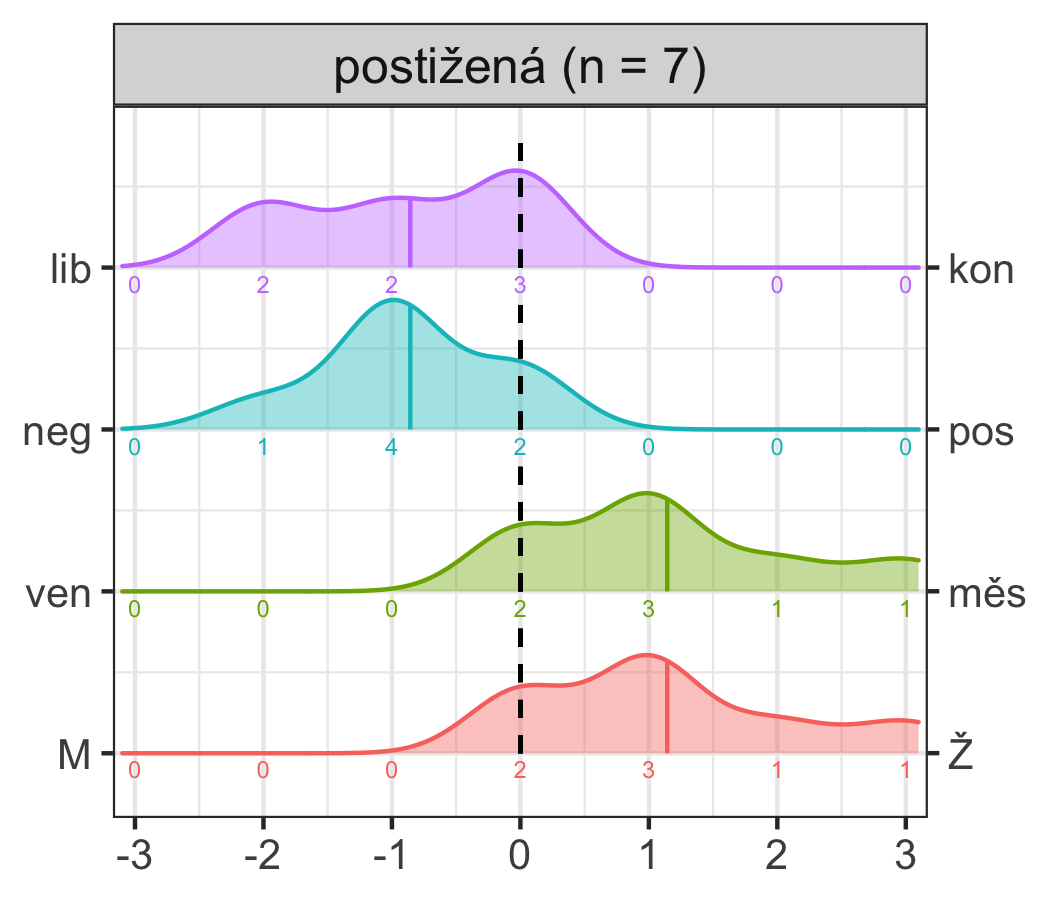 postižená (n = 7)
lib kon
0 2 2 3 0 0 0
neg pos
0 1 4 2 0 0 0
ven měs
0 0 0 2 3 1 1
M Ž
0 0 0 2 3 1 1
-3 -2 -1 0 1 2 3